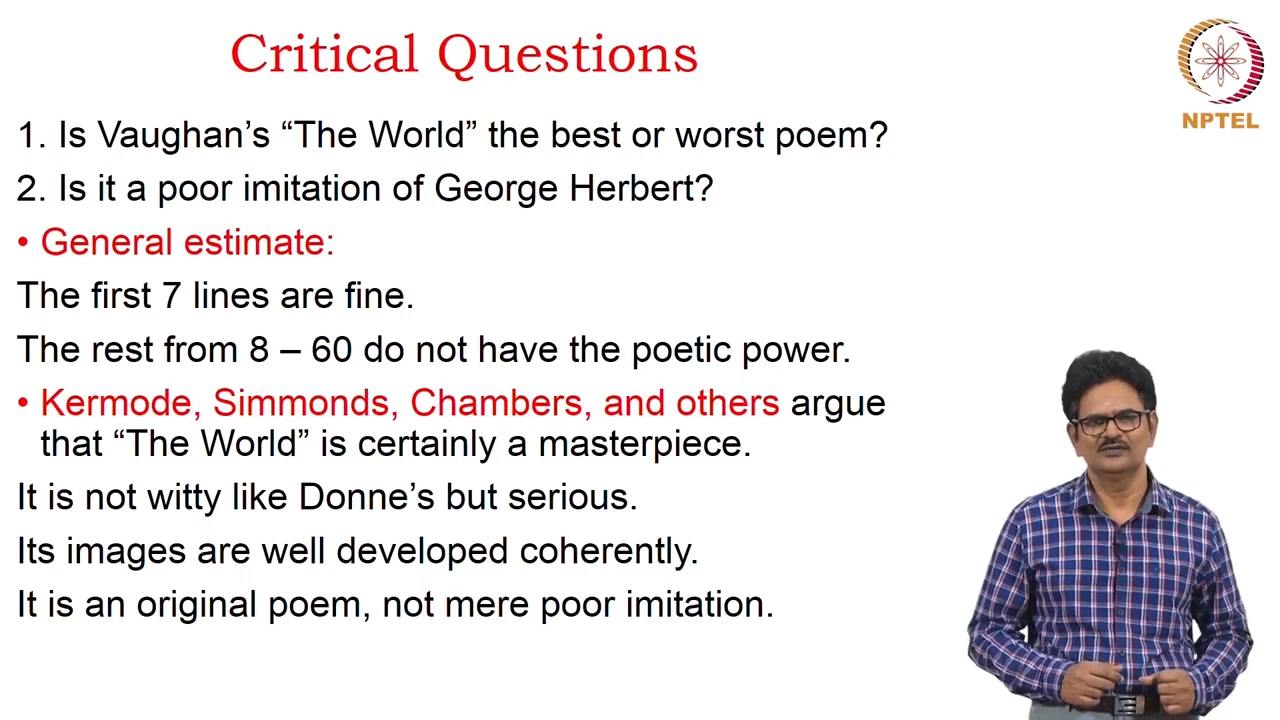 Critical Questions
NPTEL
1. Is Vaughan’s “The World” the best or worst poem?
2. Is it a poor imitation of George Herbert?
• General estimate:
The first 7 lines are fine.
The rest from 8 – 60 do not have the poetic power.
• Kermode, Simmonds, Chambers, and others argue
that “The World” is certainly a masterpiece.
It is not witty like Donne’s but serious.
Its images are well developed coherently.
It is an original poem, not mere poor imitation.